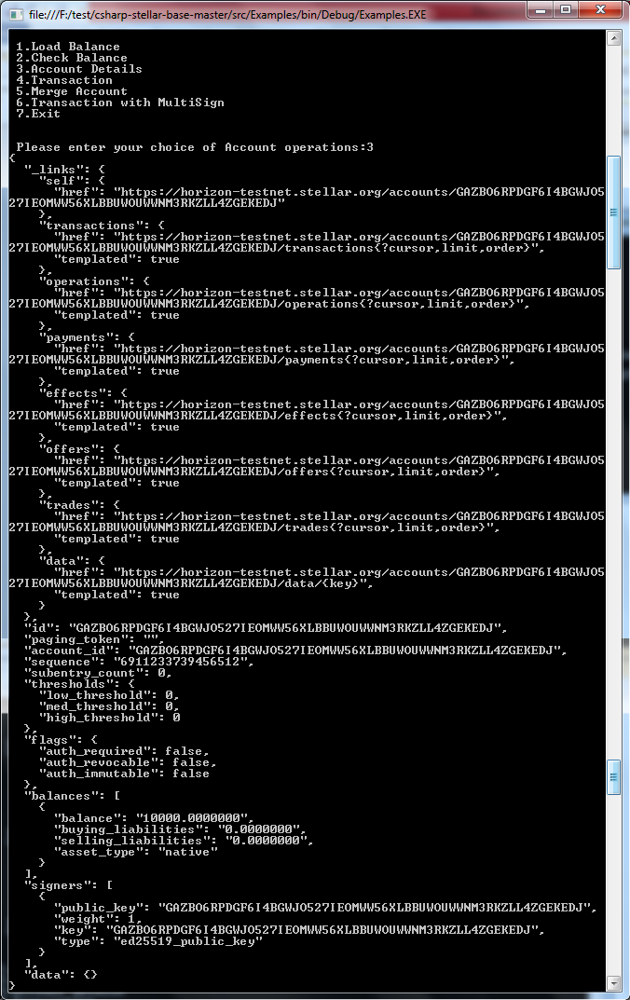 file:///F:/test/csharp-stellar-base-master/src/Examples/bin/Debug/Examples.EXE
1.Load Balance
2.Check Balance
3.Account Details
4.Transaction
5.Merge Account
6.Transaction with MultiSign
7.Exit
Please enter your choice of Account operations:3
{
"_links": {
"self": {
"href": "https://horizon-testnet.stellar.org/accounts/GAZBO6RPDGF6I4BGWJO5
27IEOMWW56XLBBUWOUWWNM3RKZLL4ZGEKEDJ"
},
"transactions": {
"href": "https://horizon-testnet.stellar.org/accounts/GAZBO6RPDGF6I4BGWJO5
27IEOMWW56XLBBUWOUWWNM3RKZLL4ZGEKEDJ/transactions{?cursor,limit,order}",
"templated": true
},
"operations": {
"href": "https://horizon-testnet.stellar.org/accounts/GAZBO6RPDGF6I4BGWJO5
27IEOMWW56XLBBUWOUWWNM3RKZLL4ZGEKEDJ/operations{?cursor,limit,order}",
"templated": true
},
"payments": {
"href": "https://horizon-testnet.stellar.org/accounts/GAZBO6RPDGF6I4BGWJO5
27IEOMWW56XLBBUWOUWWNM3RKZLL4ZGEKEDJ/payments{?cursor,limit,order}",
"templated": true
},
"effects": {
"href": "https://horizon-testnet.stellar.org/accounts/GAZBO6RPDGF6I4BGWJO5
27IEOMWW56XLBBUWOUWWNM3RKZLL4ZGEKEDJ/effects{?cursor,limit,order}",
"templated": true
},
"offers": {
"href": "https://horizon-testnet.stellar.org/accounts/GAZBO6RPDGF6I4BGWJO5
27IEOMWW56XLBBUWOUWWNM3RKZLL4ZGEKEDJ/offers{?cursor,limit,order}",
"templated": true
},
"trades": {
"href": "https://horizon-testnet.stellar.org/accounts/GAZBO6RPDGF6I4BGWJO5
27IEOMWW56XLBBUWOUWWNM3RKZLL4ZGEKEDJ/trades{?cursor,limit,order}",
"templated": true
},
"data": {
"href": "https://horizon-testnet.stellar.org/accounts/GAZBO6RPDGF6I4BGWJO5
27IEOMWW56XLBBUWOUWWNM3RKZLL4ZGEKEDJ/data/{key}",
"templated": true
}
},
"id": "GAZBO6RPDGF6I4BGWJO527IEOMWW56XLBBUWOUWWNM3RKZLL4ZGEKEDJ",
"paging_token": "",
"account_id": "GAZBO6RPDGF6I4BGWJO527IEOMWW56XLBBUWOUWWNM3RKZLL4ZGEKEDJ",
"sequence": "6911233739456512",
"subentry_count": 0,
"thresholds": {
"low_threshold": 0,
"med_threshold": 0,
"high_threshold": 0
},
"flags": {
"auth_required": false,
"auth_revocable": false,
"auth_immutable": false
},
"balances": [
{
"balance": "10000.0000000",
"buying_liabilities": "0.0000000",
"selling_liabilities": "0.0000000",
"asset_type": "native"
}
],
"signers": [
{
"public_key": "GAZBO6RPDGF6I4BGWJO527IEOMWW56XLBBUWOUWWNM3RKZLL4ZGEKEDJ",
"weight": 1,
"key": "GAZBO6RPDGF6I4BGWJO527IEOMWW56XLBBUWOUWWNM3RKZLL4ZGEKEDJ",
"type": "ed25519_public_key"
}
],
"data": {}
}